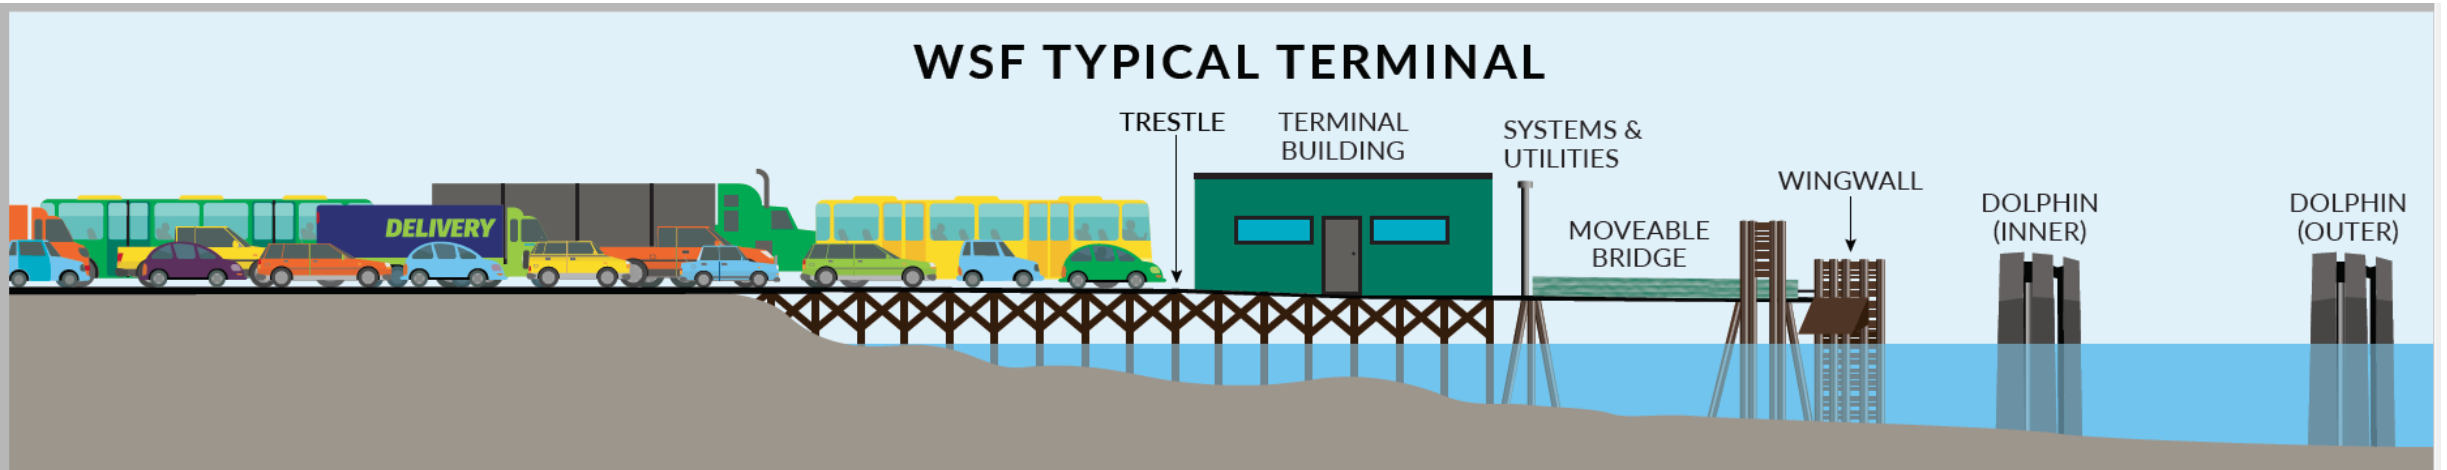 WSF TYPICAL TERMINAL
TRESTLE
TERMINAL
BUILDING
SYSTEMS &
UTILITIES
MOVEABLE
BRIDGE
WINGWALL
DOLPHIN
(INNER)
DOLPHIN
(OUTER)
DELIVERY